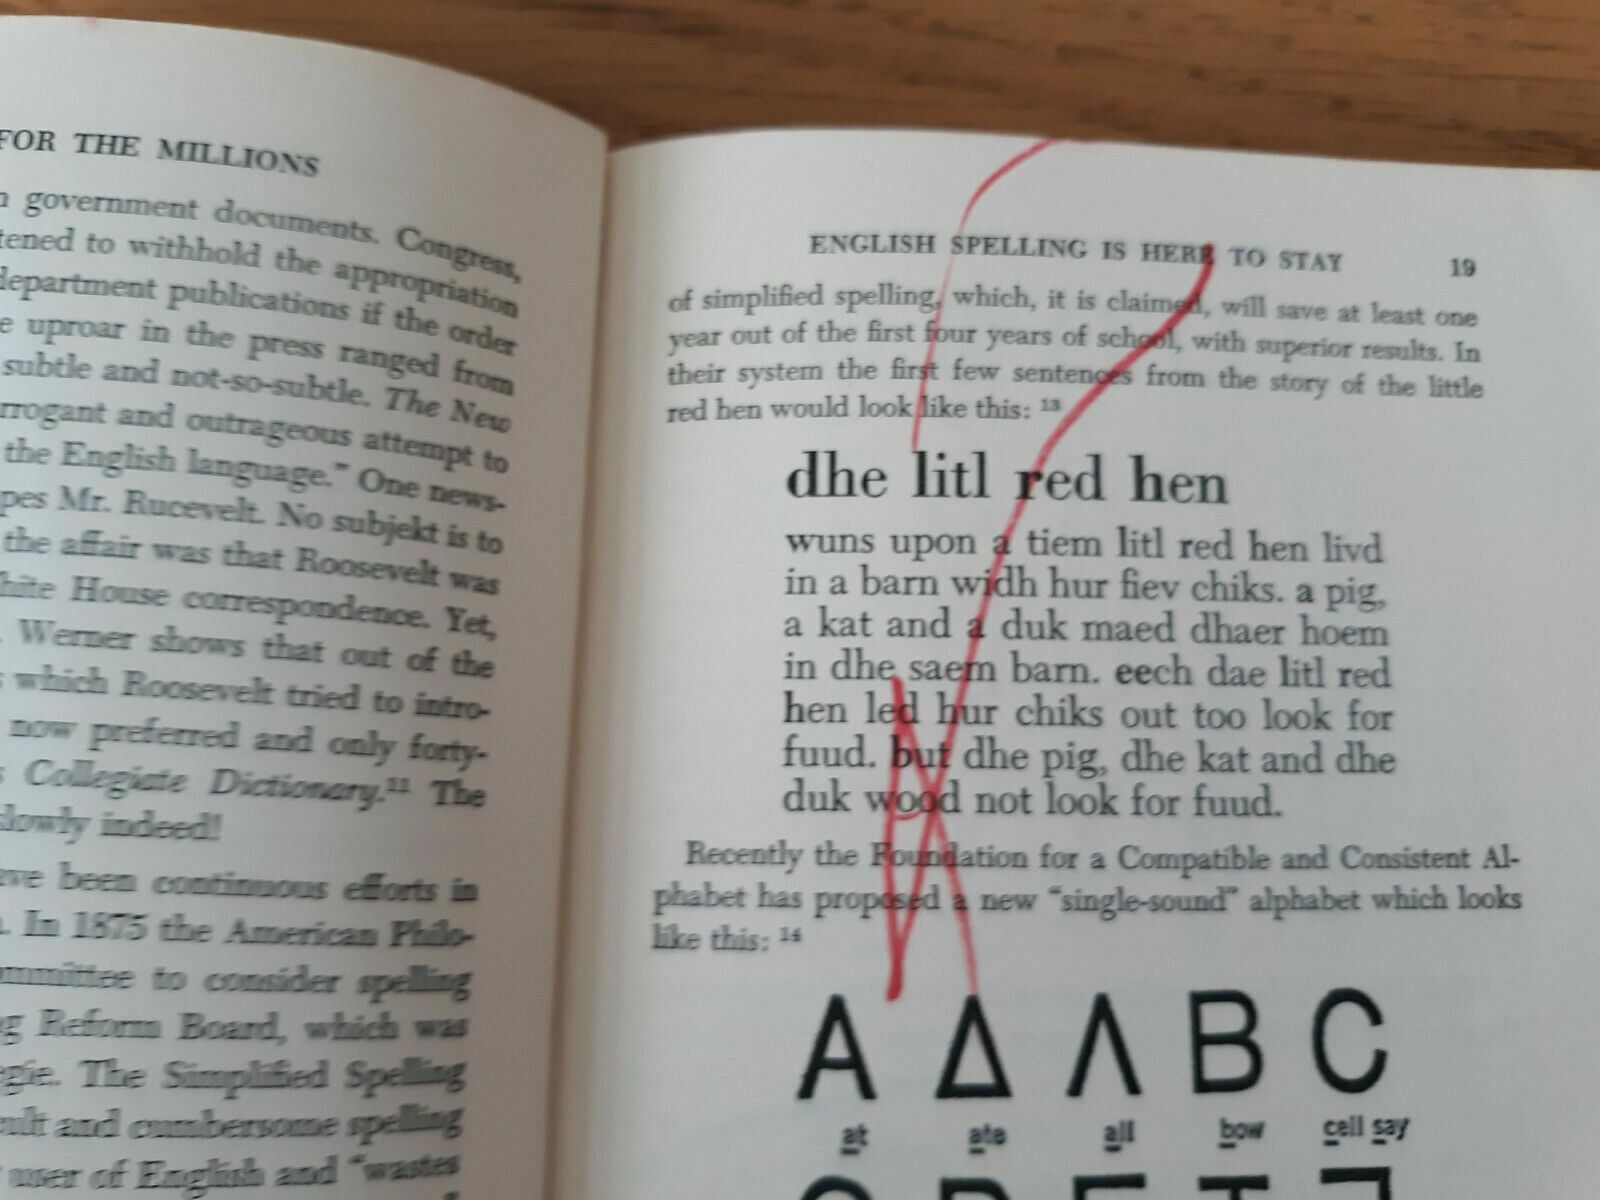 FOR THE MILLIONS
government documents. Congress,
to withhold the appropriation
department publications if the order
uproar in the press ranged from
subtle and not-so-subtle. The New
and outrageous attempt to
the English language." One news-
Mr. Rucevelt. No subjekt is to
the affair was that Roosevelt was
House correspondence. Yet,
Werner shows that out of the
which Roosevelt tried to intro-
now preferred and only forty-
Collegiate Dictionary.¹¹ The
slowly indeed!
been continuous efforts in
In 1875 the American Philo-
to consider spelling
Reform Board, which was
The Simplified Spelling
and cumbersome spelling
user of English and "wastes
ENGLISH SPELLING IS HERE TO STAY 19
of simplified spelling, which, it is claimed, will save at least one
year out of the first four years of school, with superior results. In
their system the first few sentences from the story of the little
red hen would look like this: ¹³
dhe litl red hen
wuns upon a tiem litl red hen livd
in a barn widh hur fiev chiks. a pig,
a kat and a duk maed dhaer hoem
in dhe saem barn. eech dae litl red
hen led hur chiks out too look for
fuud. but dhe pig, dhe kat and dhe
duk wood not look for fuud.
Recently the Foundation for a Compatible and Consistent Al-
phabet has proposed a new "single-sound" alphabet which looks
like this: ¹⁴
A Δ Λ B C
at ate all bow cell say